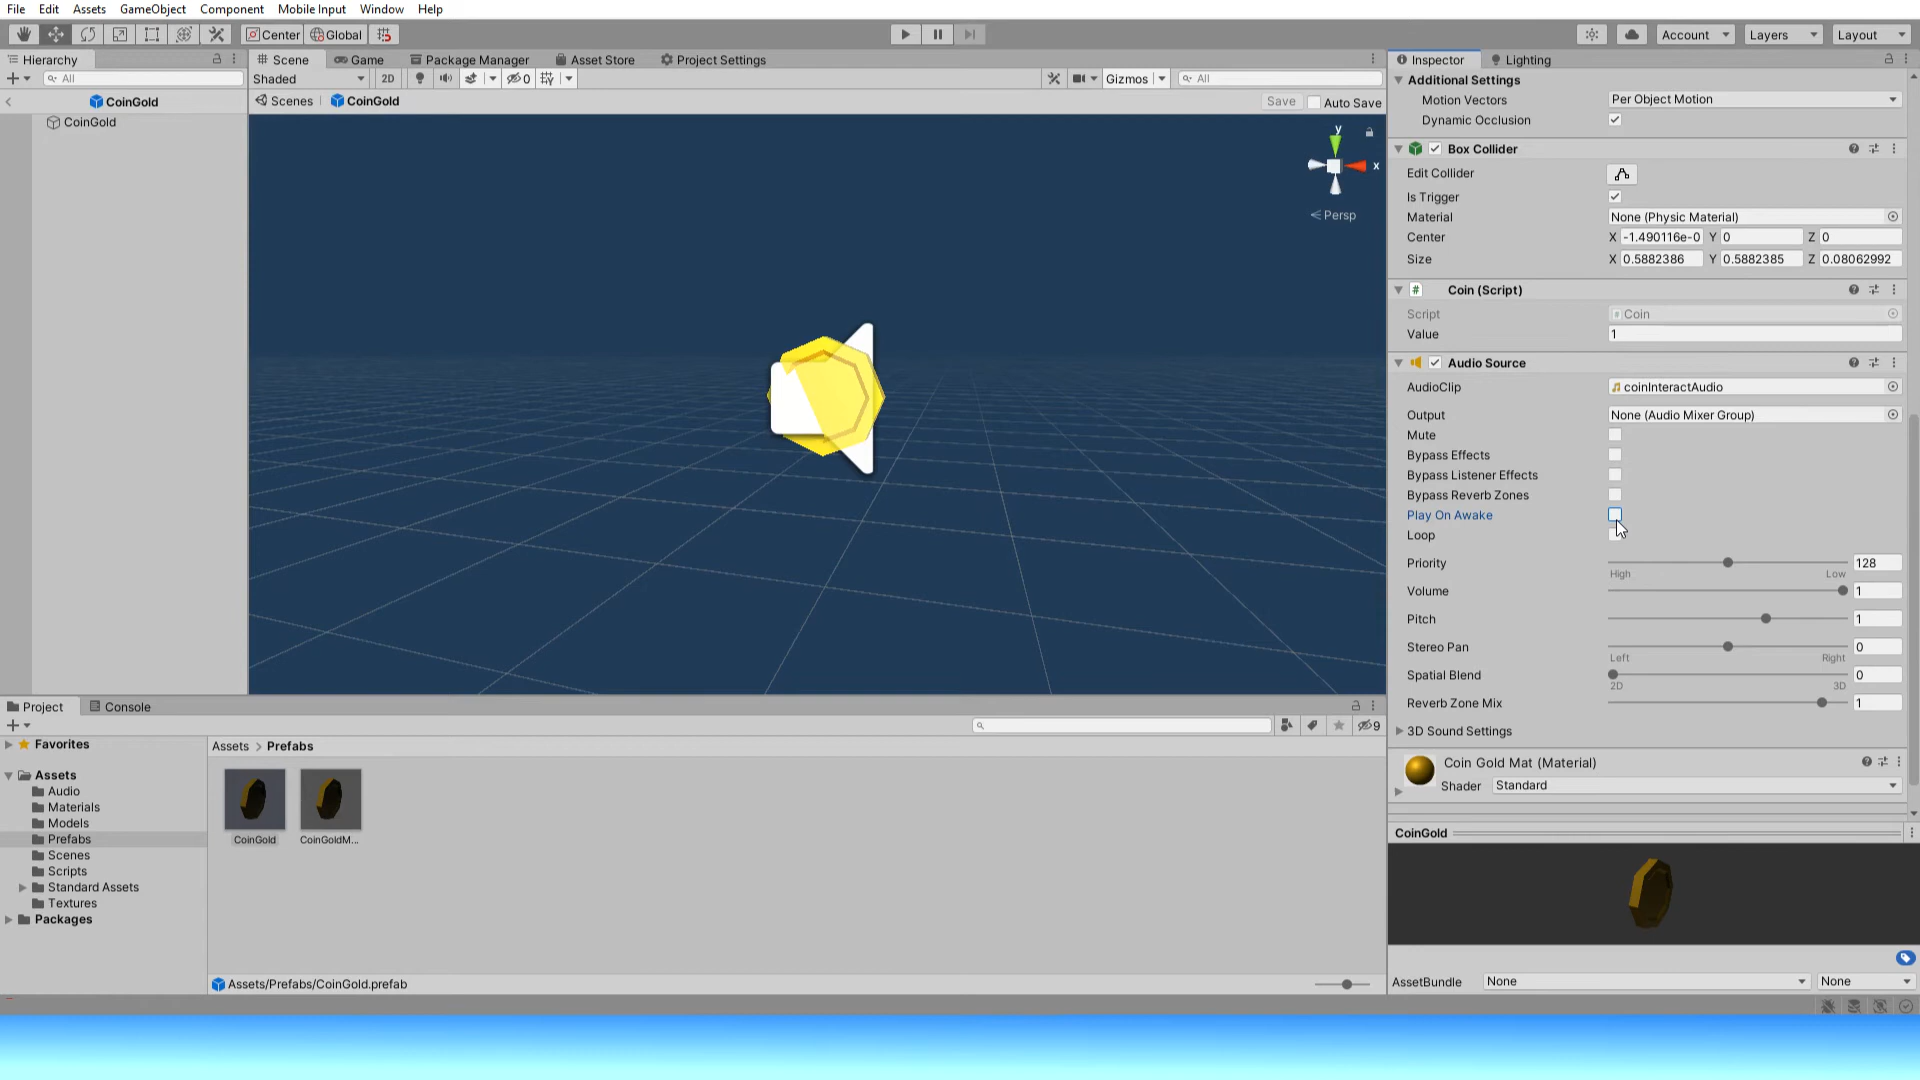 File Edit Assets GameObject Component Mobile Input Window Help
Center Global Account Layers Layout
Hierarchy Scene Game Package Manager Asset Store Project Settings Inspector Lighting
All Shaded 2D 0 Gizmos All
CoinGold Scenes CoinGold Save Auto Save
CoinGold
y
x
Persp
Additional Settings
Motion Vectors Per Object Motion
Dynamic Occlusion
Box Collider
Edit Collider
Is Trigger
Material None (Physic Material)
Center X -1.490116e-0 Y 0 Z 0
Size X 0.5882386 Y 0.5882385 Z 0.08062992
# Coin (Script)
Script # Coin
Value 1
Audio Source
AudioClip coinInteractAudio
Output None (Audio Mixer Group)
Mute
Bypass Effects
Bypass Listener Effects
Bypass Reverb Zones
Play On Awake
Loop
Priority 128
High Low
Volume 1
Pitch 1
Stereo Pan 0
Left Right
Spatial Blend 0
2D 3D
Reverb Zone Mix 1
3D Sound Settings
Coin Gold Mat (Material)
Shader Standard
CoinGold
AssetBundle None None
Project Console
9
Favorites
Assets
Audio
Materials
Models
Prefabs
Scenes
Scripts
Standard Assets
Textures
Packages
Assets > Prefabs
CoinGold CoinGoldM...
Assets/Prefabs/CoinGold.prefab